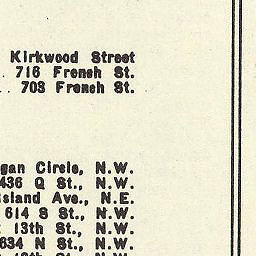 Kirkwood Street
716 French St.
703 French St.
gan Circle, N.W.
436 Q St., N.W.
sland Ave., N.E.
614 S St., N.W.
13th St., N.W.
634 N St., N.W.